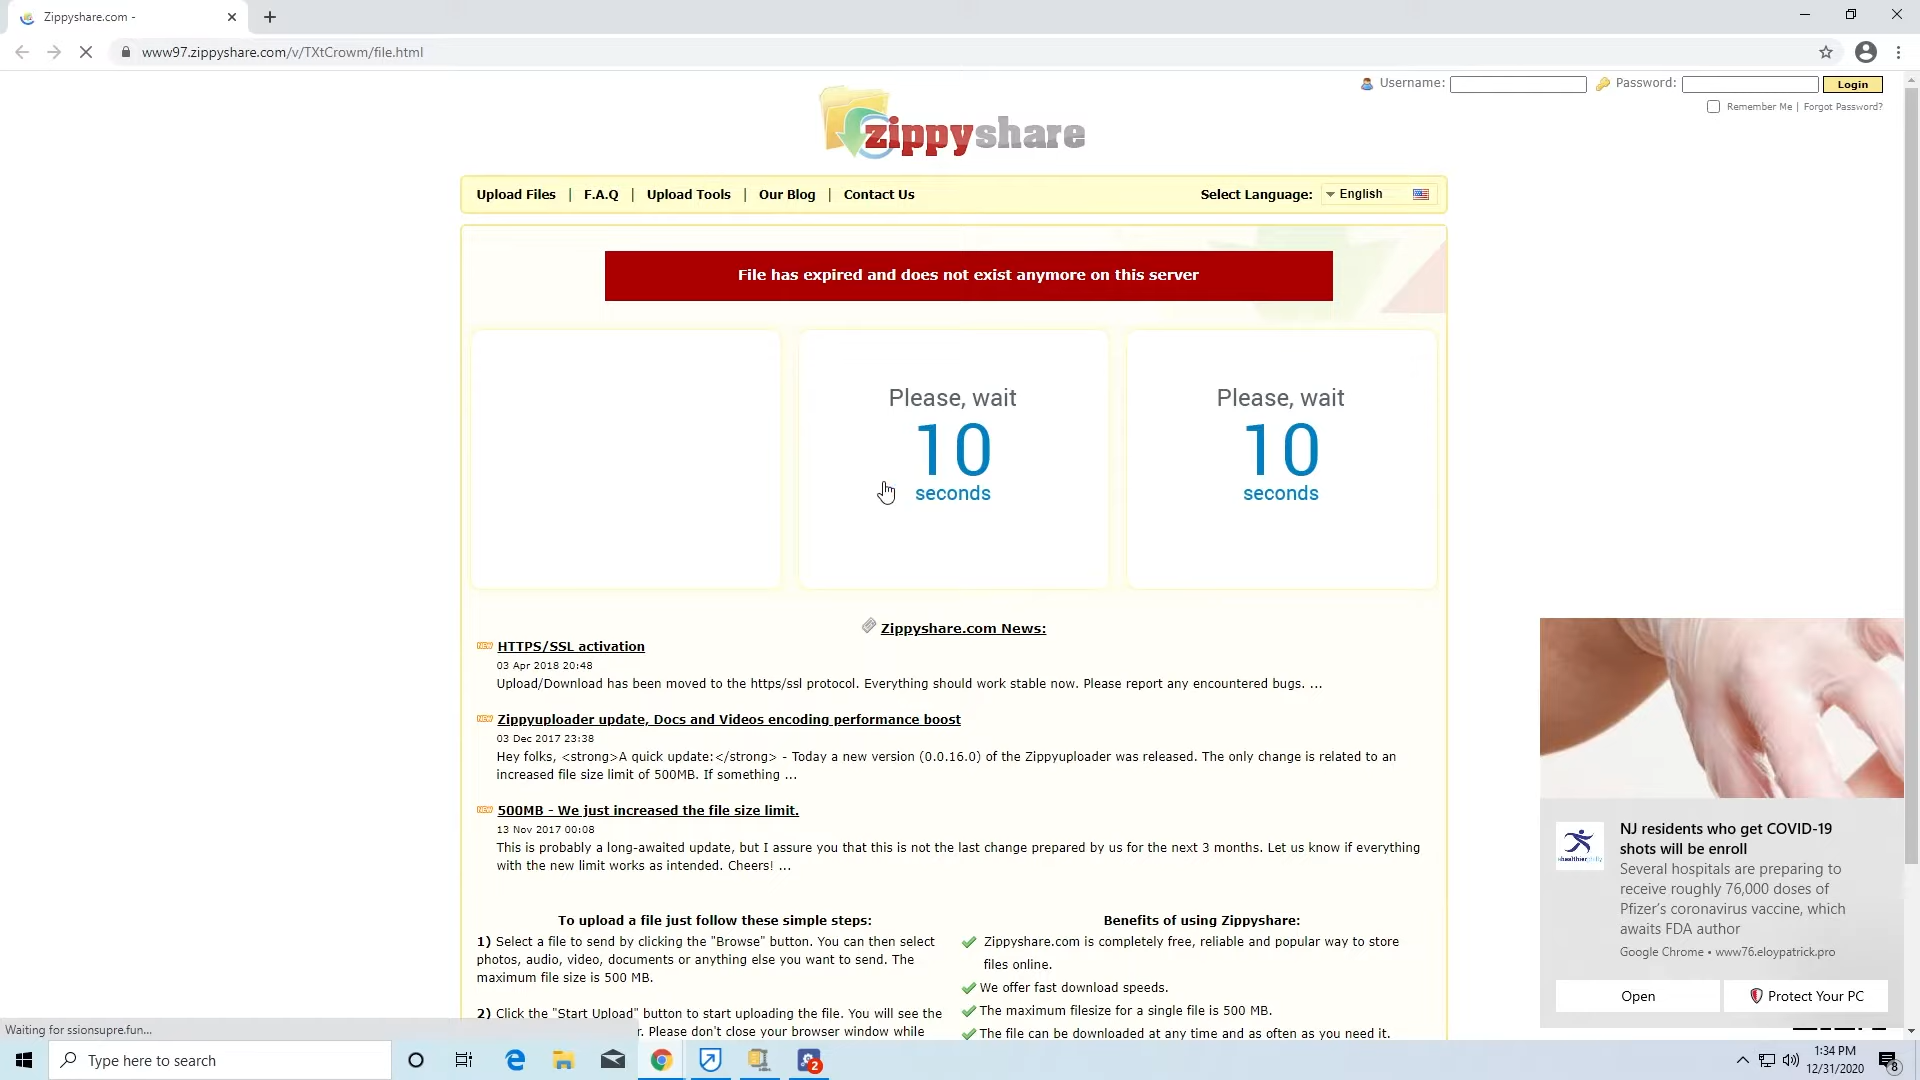 Zippyshare.com -
www97.zippyshare.com/v/TXtCrowm/file.html
Username:
Password:
Login
Remember Me | Forgot Password?
zippyshare
Upload Files | F.A.Q | Upload Tools | Our Blog | Contact Us
Select Language: English
File has expired and does not exist anymore on this server
Please, wait
10
seconds
Please, wait
10
seconds
Zippyshare.com News:
NEW HTTPS/SSL activation
03 Apr 2018 20:48
Upload/Download has been moved to the https/ssl protocol. Everything should work stable now. Please report any encountered bugs. ...
NEW Zippyuploader update, Docs and Videos encoding performance boost
03 Dec 2017 23:38
Hey folks, <strong>A quick update:</strong> - Today a new version (0.0.16.0) of the Zippyuploader was released. The only change is related to an
increased file size limit of 500MB. If something ...
NEW 500MB - We just increased the file size limit.
13 Nov 2017 00:08
This is probably a long-awaited update, but I assure you that this is not the last change prepared by us for the next 3 months. Let us know if everything
with the new limit works as intended. Cheers! ...
To upload a file just follow these simple steps:
1) Select a file to send by clicking the "Browse" button. You can then select
photos, audio, video, documents or anything else you want to send. The
maximum file size is 500 MB.
2) Click the "Start Upload" button to start uploading the file. You will see the
r. Please don't close your browser window while
Benefits of using Zippyshare:
Zippyshare.com is completely free, reliable and popular way to store
files online.
We offer fast download speeds.
The maximum filesize for a single file is 500 MB.
The file can be downloaded at any time and as often as you need it.
NJ residents who get COVID-19
shots will be enroll
Several hospitals are preparing to
receive roughly 76,000 doses of
Pfizer's coronavirus vaccine, which
awaits FDA author
Google Chrome • www76.eloypatrick.pro
Open
Protect Your PC
Waiting for ssionsupre.fun...
Type here to search
2
1:34 PM
12/31/2020
8